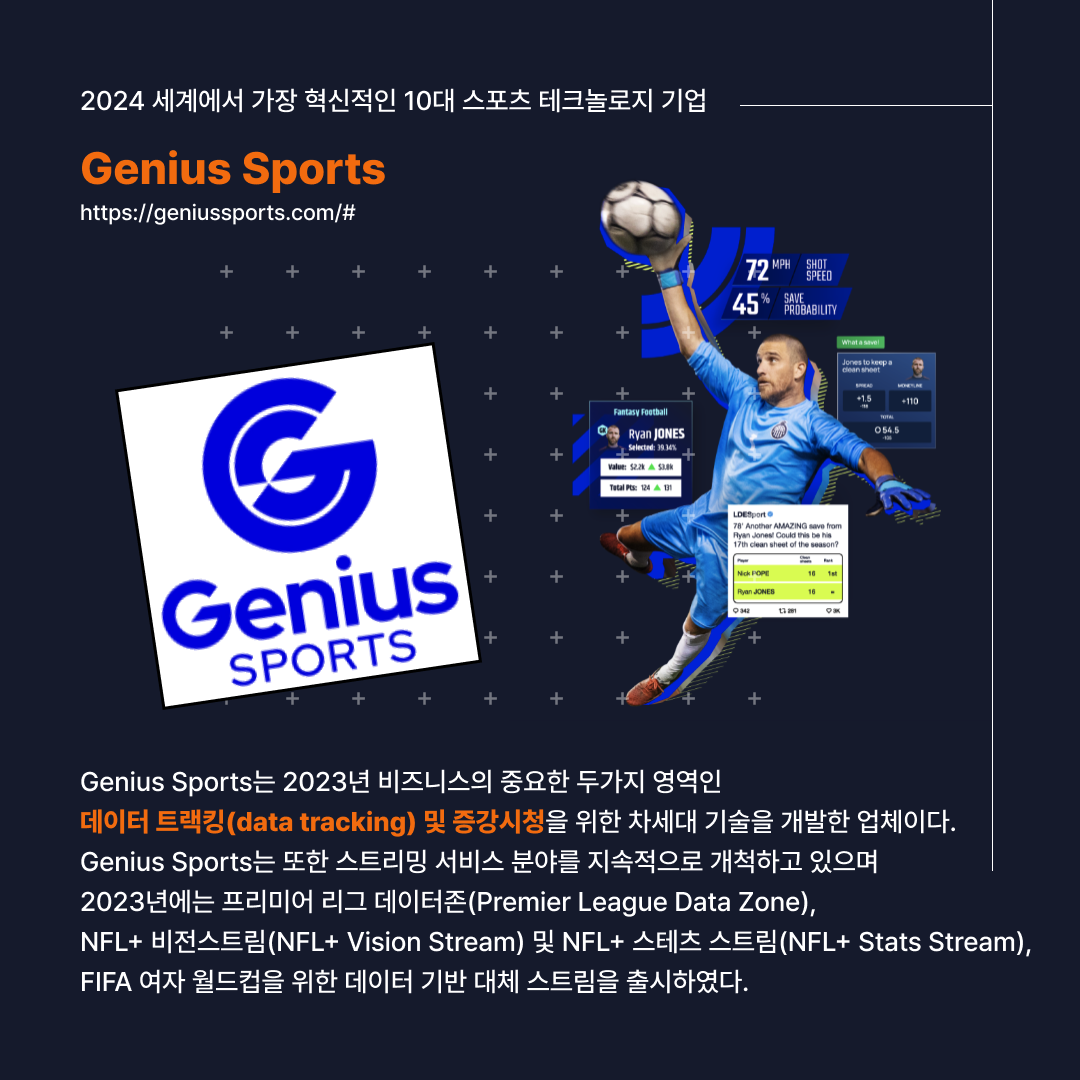 2024 세계에서 가장 혁신적인 10대 스포츠 테크놀로지 기업
Genius Sports
https://geniussports.com/#
72 MPH SHOT SPEED
45% SAVE PROBABILITY
What a save!
Jones to keep a
clean sheet
SPREAD MONEYLINE
+1.5 +110
-115
TOTAL
O 54.5
-105
Fantasy Football
GK
Ryan JONES
Selected: 39.34%
Value: $2.2k ▲ $3.8k
Total Pts: 124 ▲ 131
Genius
SPORTS
LDESport
78' Another AMAZING save from
Ryan Jones! Could this be his
17th clean sheet of the season?
Player Clean sheets Rank
Nick POPE 16 1st
Ryan JONES 16 =
342 281 3K
Genius Sports는 2023년 비즈니스의 중요한 두가지 영역인
데이터 트랙킹(data tracking) 및 증강시청을 위한 차세대 기술을 개발한 업체이다.
Genius Sports는 또한 스트리밍 서비스 분야를 지속적으로 개척하고 있으며
2023년에는 프리미어 리그 데이터존(Premier League Data Zone),
NFL+ 비전스트림(NFL+ Vision Stream) 및 NFL+ 스테츠 스트림(NFL+ Stats Stream),
FIFA 여자 월드컵을 위한 데이터 기반 대체 스트림을 출시하였다.